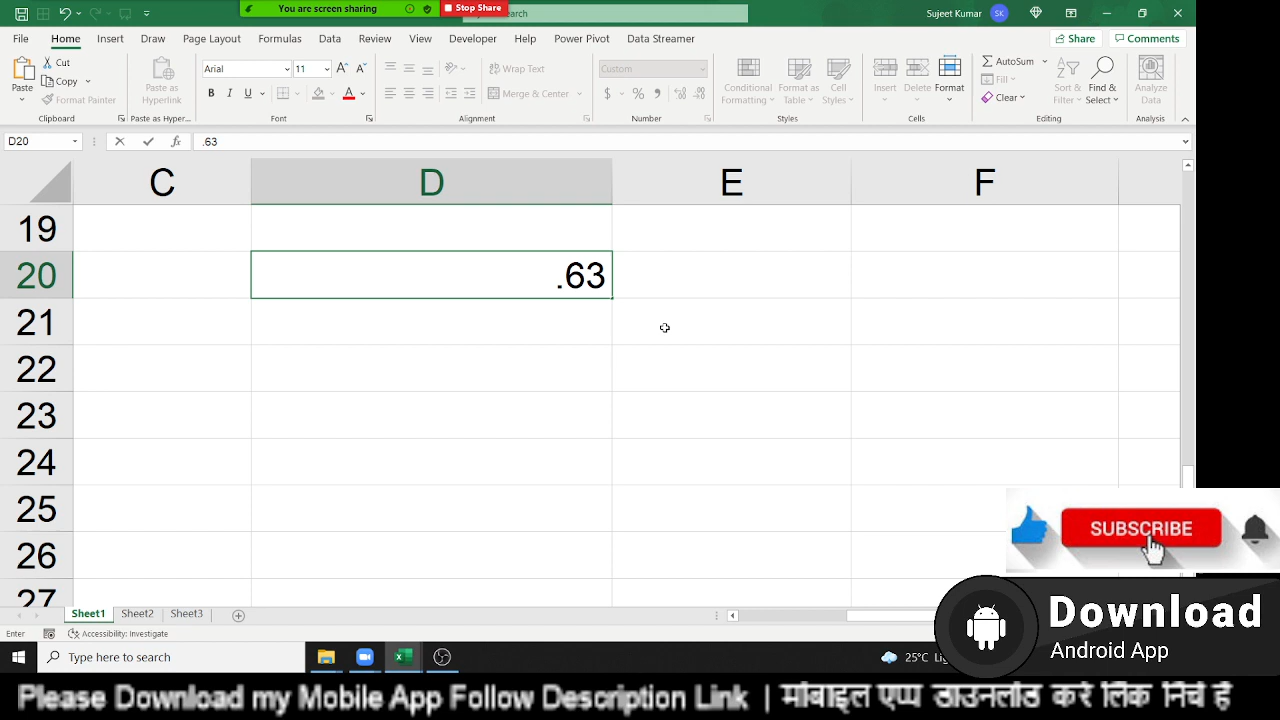 You are screen sharing
Stop Share
Search
Sujeet Kumar
SK
File Home Insert Draw Page Layout Formulas Data Review View Developer Help Power Pivot Data Streamer
Share
Comments
Paste
Cut
Copy
Format Painter
Clipboard
Paste as
Hyperlink
Paste as Hyper...
Arial
11
B I U
Font
Wrap Text
Merge & Center
Alignment
Custom
$ % ,
Number
Conditional
Formatting
Format as
Table
Cell
Styles
Styles
Insert
Delete
Format
Cells
AutoSum
Fill
Clear
Sort &
Filter
Find &
Select
Editing
Analyze
Data
Analysis
D20
fx
.63
C D E F
19
20 .63
21
22
23
24
25
26
27
SUBSCRIBE
Sheet1 Sheet2 Sheet3
Enter
Accessibility: Investigate
Download
Android App
Type here to search
25°C
Please Download my Mobile App Follow Description Link | मोबाइल एप्प डाउनलोड करे लिंक निचे है